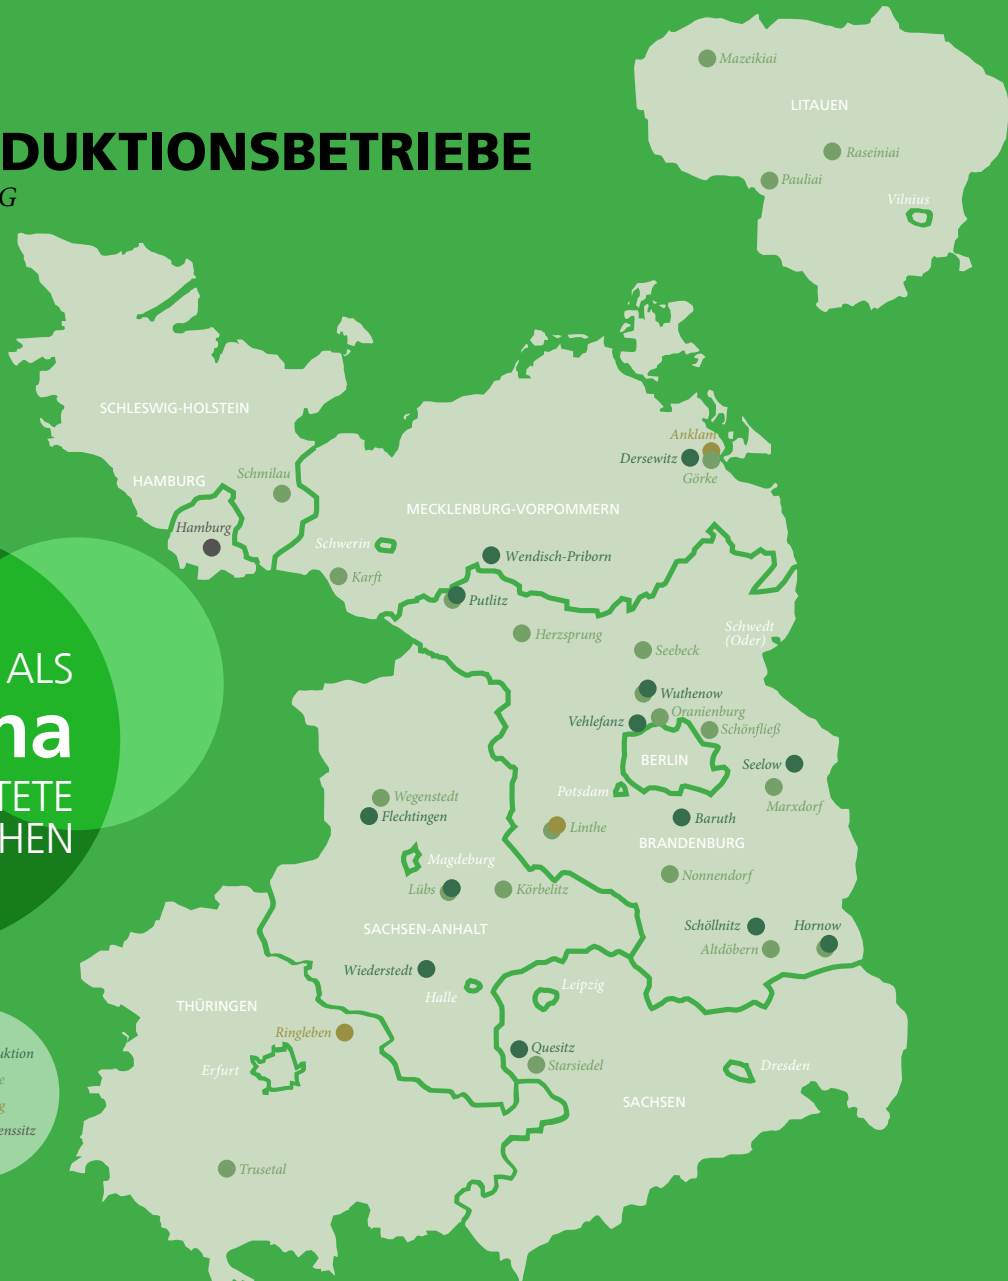 DUKTIONSBETRIEBE
G
Mazeikiai
LITAUEN
Raseiniai
Pauliai
Vilnius
SCHLESWIG-HOLSTEIN
HAMBURG
Schmilau
Hamburg
Anklam
Dersewitz
Görke
MECKLENBURG-VORPOMMERN
Schwerin
Wendisch-Priborn
Karft
Putlitz
Herzsprung
Schwedt
(Oder)
Seebeck
Wuthenow
Oranienburg
Vehlefanz
Schönfließ
BERLIN
Seelow
Potsdam
Marxdorf
Baruth
Linthe
BRANDENBURG
Nonnendorf
Schöllnitz
Hornow
Altdöbern
ALS
ha
TETE
HEN
Wegenstedt
Flechtingen
Magdeburg
Lübs
Körbelitz
SACHSEN-ANHALT
Wiederstedt
Halle
Leipzig
THÜRINGEN
Ringleben
Quesitz
Starsiedel
Erfurt
Dresden
SACHSEN
Trusetal
uktion
e
g
enssitz